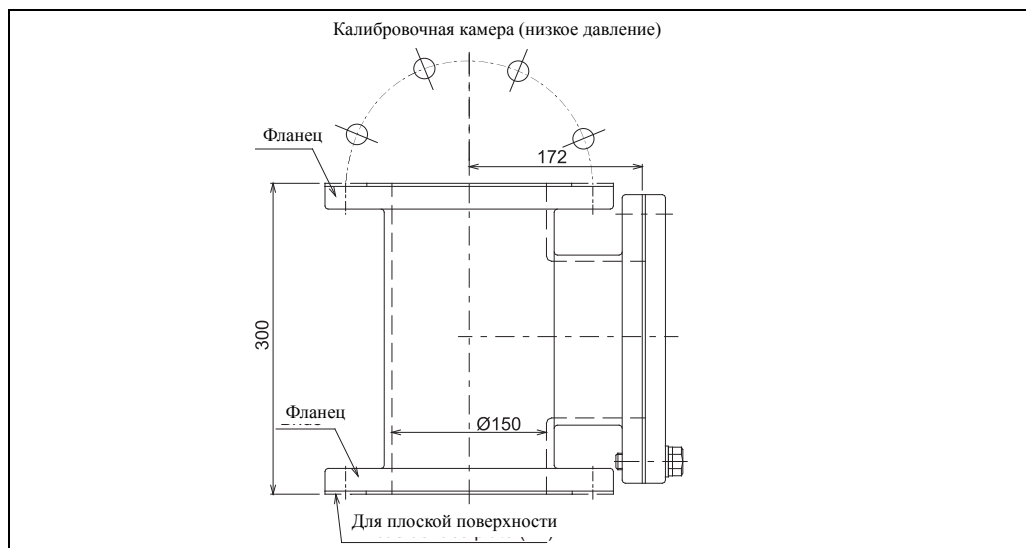 Калибровочная камера (низкое давление)
Фланец
172
300
Фланец
Ø150
Для плоской поверхности